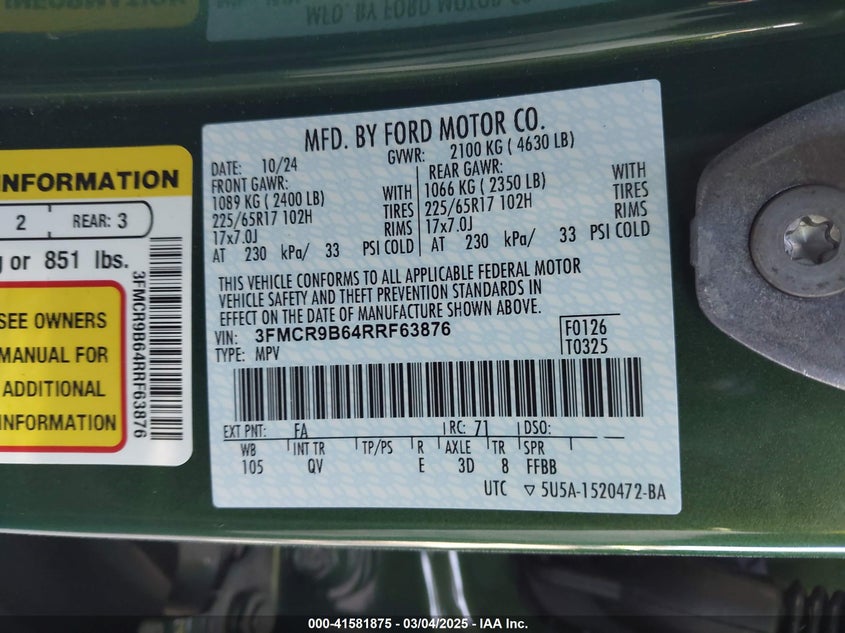 MFD. BY FORD MOTOR CO.
INFORMATION
2 REAR: 3
g or 851 lbs.
SEE OWNERS
MANUAL FOR
ADDITIONAL
INFORMATION
3FMCR9B64RRF63876
MFD. BY FORD MOTOR CO.
DATE: 10/24 GVWR: 2100 KG ( 4630 LB)
FRONT GAWR: REAR GAWR:
1089 KG ( 2400 LB) WITH 1066 KG ( 2350 LB) WITH
225/65R17 102H TIRES 225/65R17 102H TIRES
17x7.0J RIMS 17x7.0J RIMS
AT 230 kPa/ 33 PSI COLD AT 230 kPa/ 33 PSI COLD
THIS VEHICLE CONFORMS TO ALL APPLICABLE FEDERAL MOTOR
VEHICLE SAFETY AND THEFT PREVENTION STANDARDS IN
EFFECT ON THE DATE OF MANUFACTURE SHOWN ABOVE.
VIN: 3FMCR9B64RRF63876 F0126
TYPE: MPV T0325
EXT PNT: FA RC: 71 DSO:
WB INT TR TP/PS R AXLE TR SPR
105 QV E 3D 8 FFBB
UTC ▽ 5U5A-1520472-BA
000-41581875 - 03/04/2025 - IAA Inc.